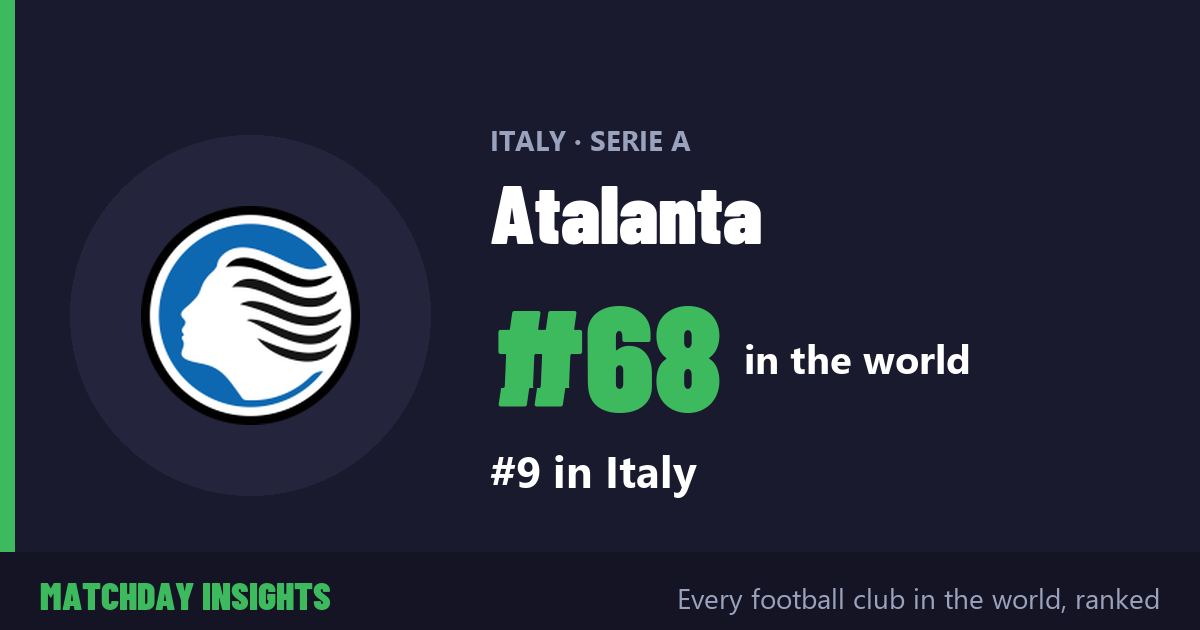 ITALY · SERIE A
Atalanta
#68 in the world
#9 in Italy
MATCHDAY INSIGHTS
Every football club in the world, ranked